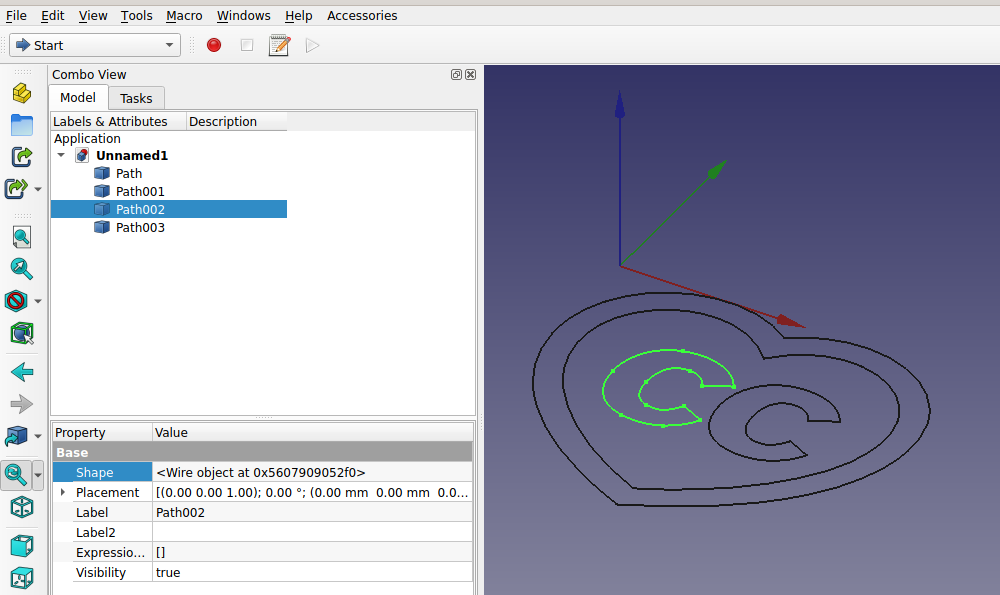 File Edit View Tools Macro Windows Help Accessories
Start
Combo View
Model Tasks
Labels & Attributes Description
Application
Unnamed1
Path
Path001
Path002
Path003
Property Value
Base
Shape <Wire object at 0x5607909052f0>
Placement [(0.00 0.00 1.00); 0.00 °; (0.00 mm 0.00 mm 0.0...
Label Path002
Label2
Expressio... []
Visibility true